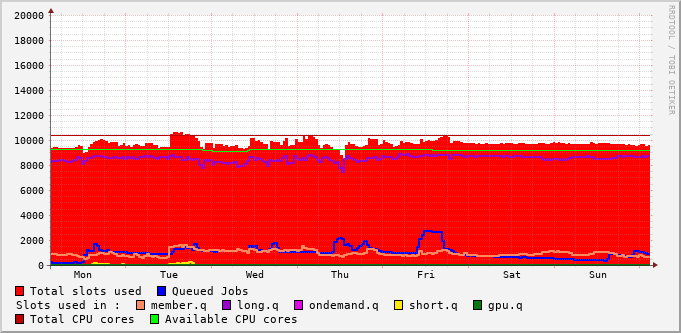 RRDTOOL / TOBI OETIKER
20000
18000
16000
14000
12000
10000
8000
6000
4000
2000
0
Mon Tue Wed Thu Fri Sat Sun
Total slots used Queued Jobs
Slots used in : member.q long.q ondemand.q short.q gpu.q
Total CPU cores Available CPU cores